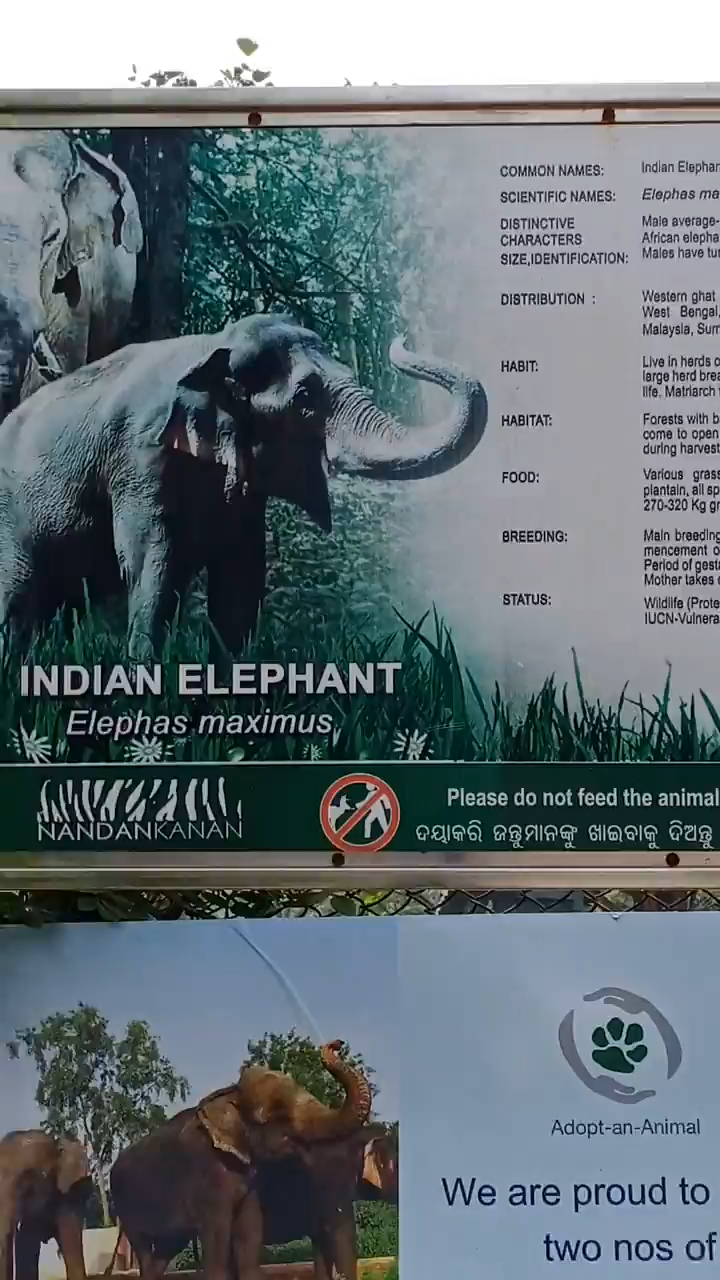 COMMON NAMES: Indian Elephan
SCIENTIFIC NAMES: Elephas ma
DISTINCTIVE Male average-
CHARACTERS African elepha
SIZE,IDENTIFICATION: Males have tu
DISTRIBUTION : Western ghat
West Bengal,
Malaysia, Sum
HABIT: Live in herds o
large herd brea
life. Matriarch
HABITAT: Forests with b
come to open
during harvest
FOOD: Various grass
plantain, all sp
270-320 Kg gr
BREEDING: Main breeding
mencement o
Period of gesta
Mother takes
STATUS: Wildlife (Prote
IUCN-Vulnera
INDIAN ELEPHANT
Elephas maximus
NANDANKANAN
Please do not feed the animal
ଦୟାକରି ଜନ୍ତୁମାନଙ୍କୁ ଖାଇବାକୁ ଦିଅନ୍ତୁ
Adopt-an-Animal
We are proud to
two nos of